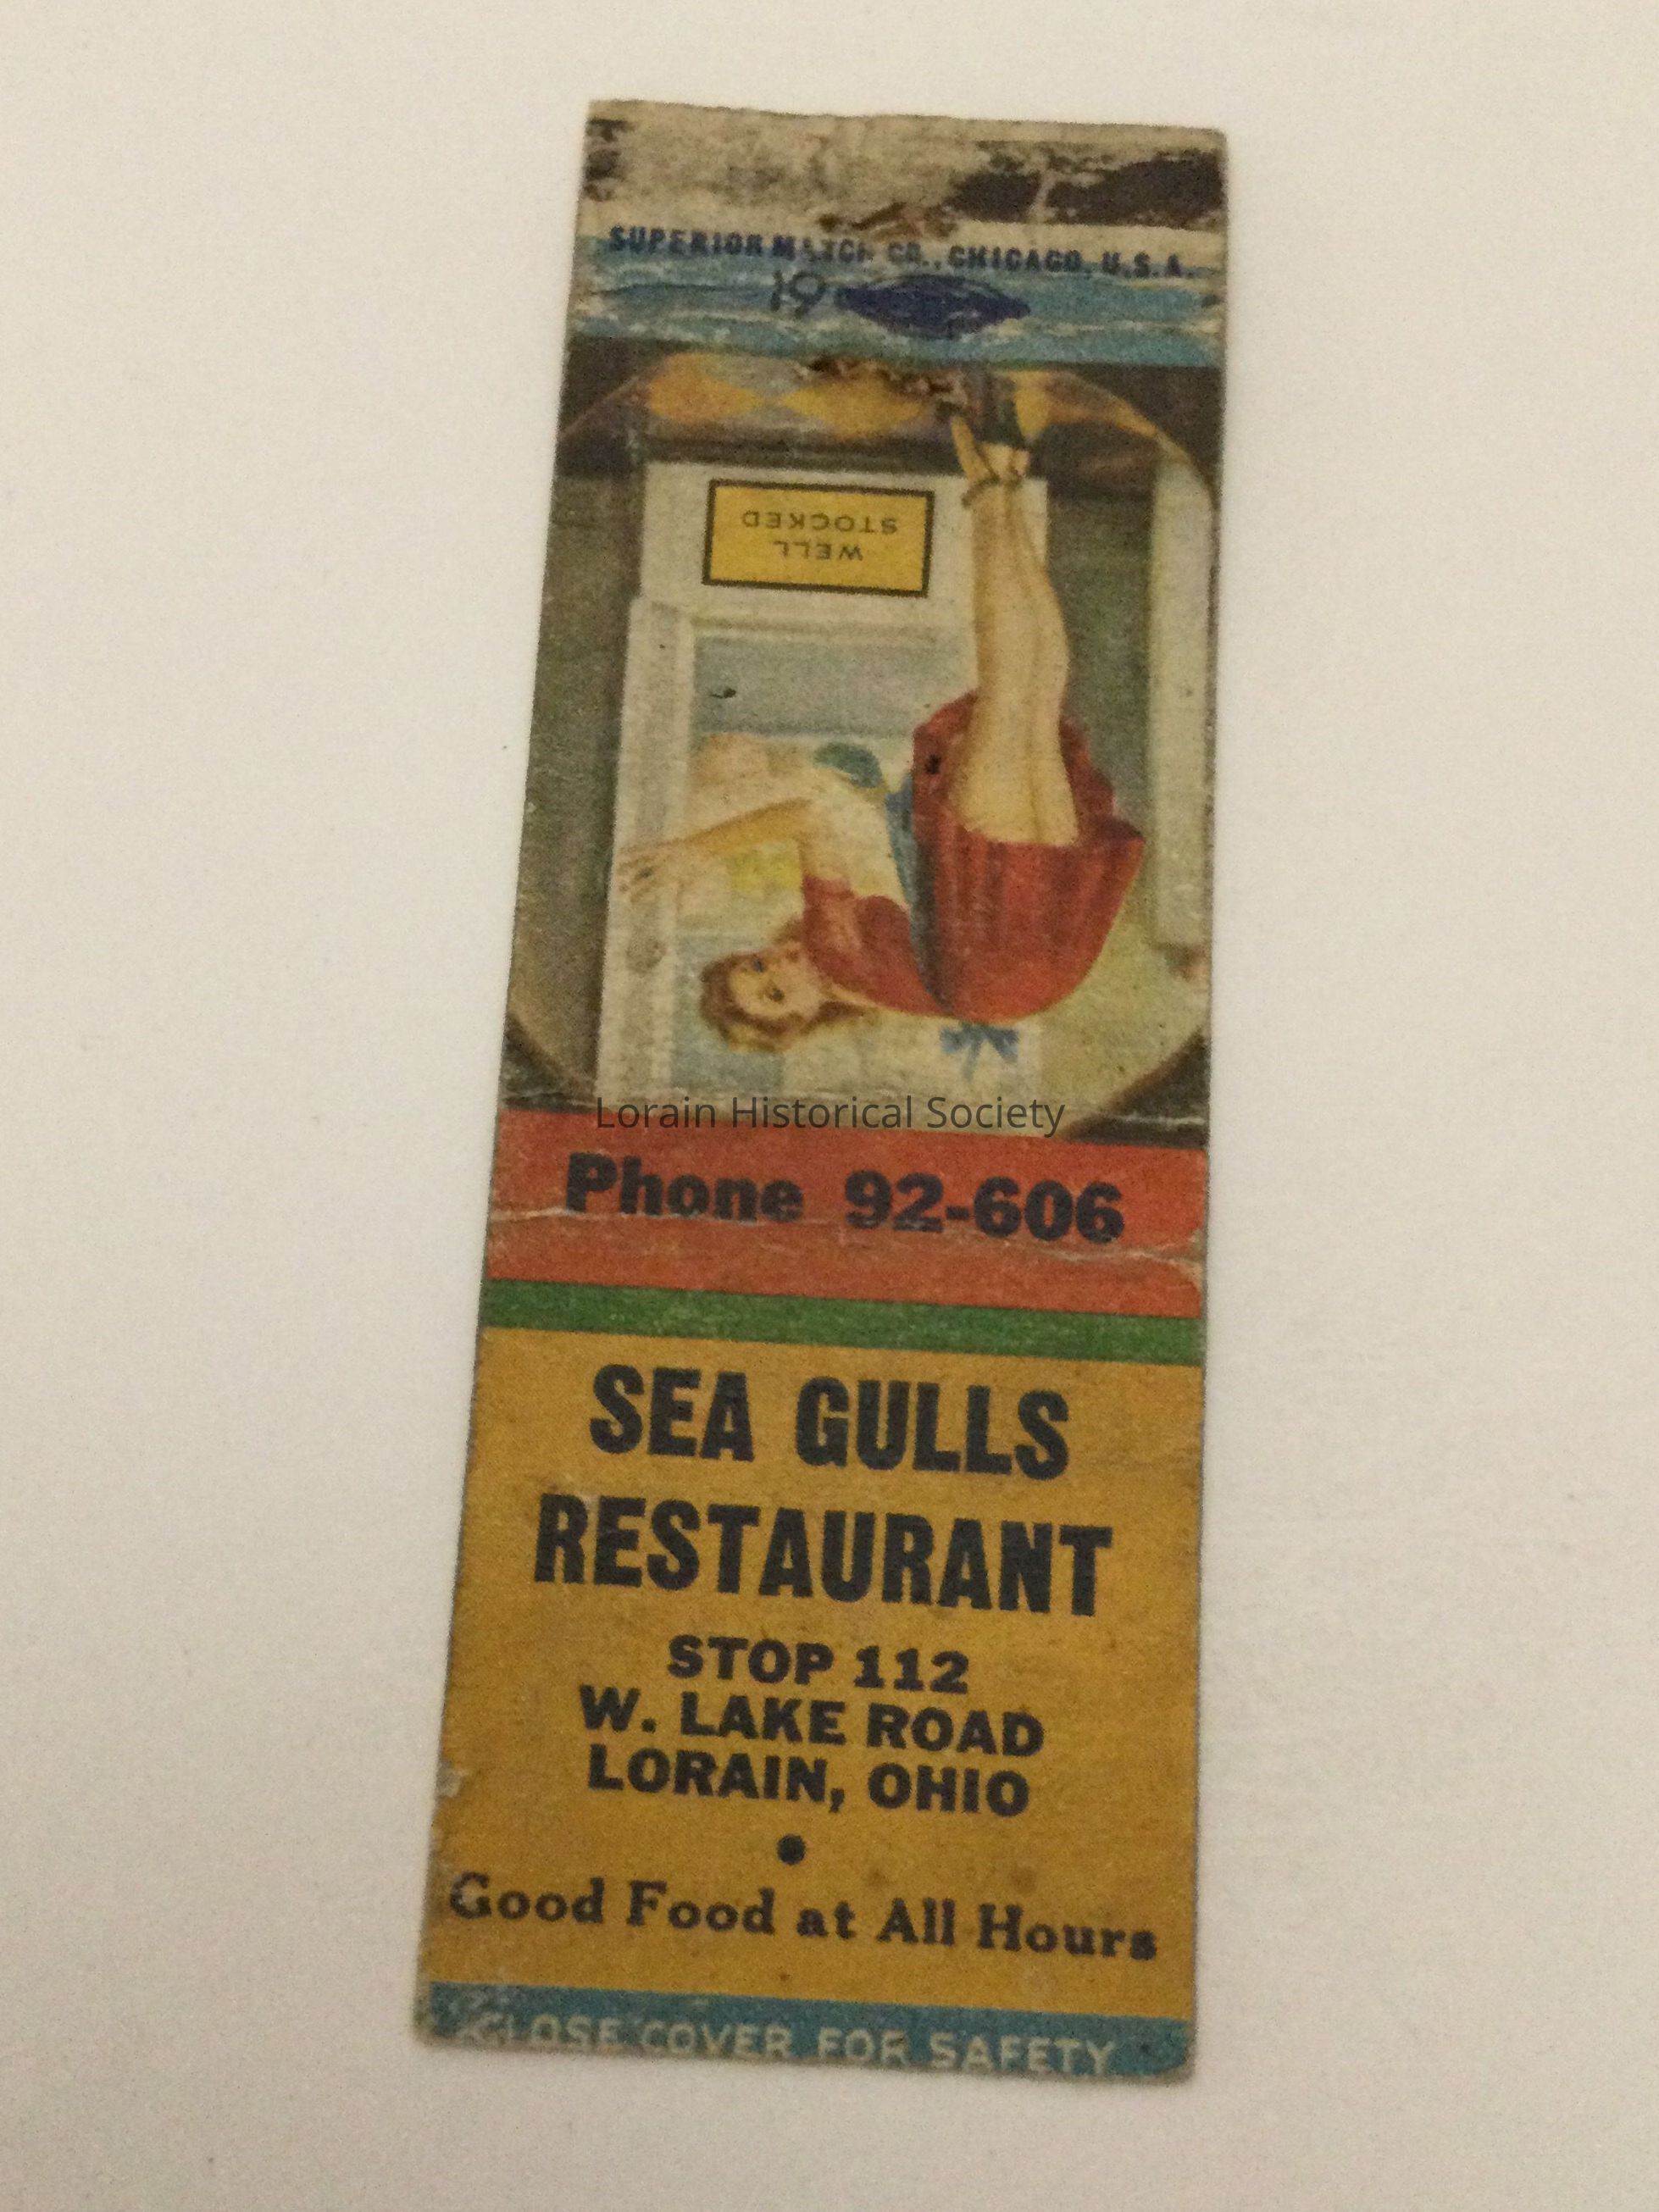 SUPERIOR MATCH CO., CHICAGO, U.S.A.
WELL
STOCKED
Lorain Historical Society
Phone 92-606
SEA GULLS
RESTAURANT
STOP 112
W. LAKE ROAD
LORAIN, OHIO
•
Good Food at All Hours
CLOSE COVER FOR SAFETY